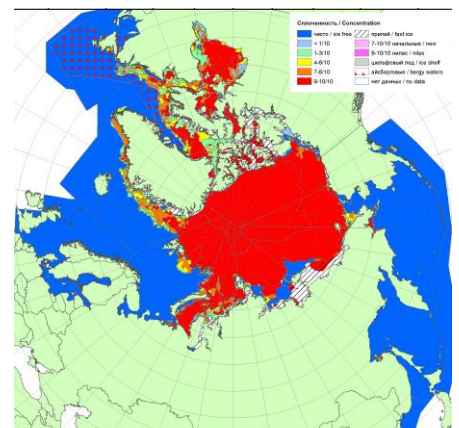 Сплоченность / Concentration
чисто / ice free
< 1/10
1-3/10
4-6/10
7-8/10
9-10/10
припай / fast ice
7-10/10 начальные / new
9-10/10 нилас / nilas
шельфовый лед / ice shelf
айсберговые / bergy waters
нет данных / no data